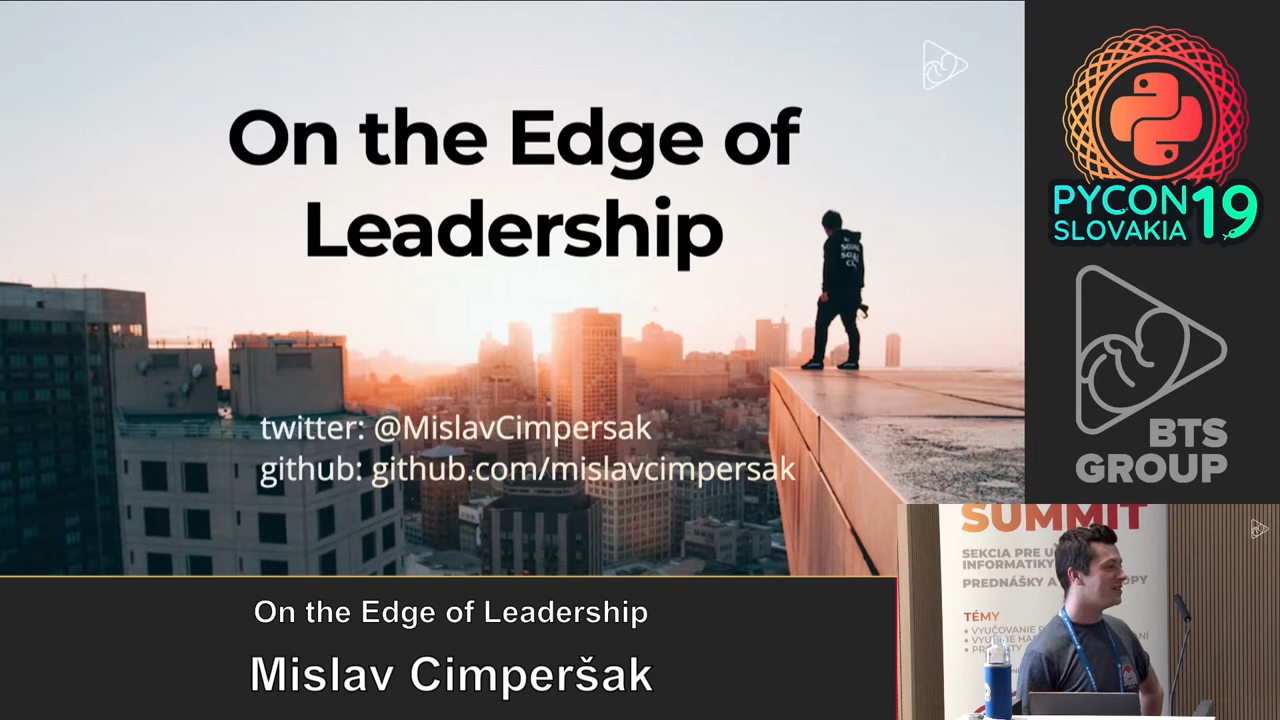 On the Edge of
Leadership
twitter: @MislavCimpersak
github: github.com/mislavcimpersak
PYCON 19
SLOVAKIA
BTS
GROUP
On the Edge of Leadership
Mislav Cimperšak
SUMMIT
SEKCIA PRE
INFORMATIKY
PREDNÁŠKY A
TÉMY